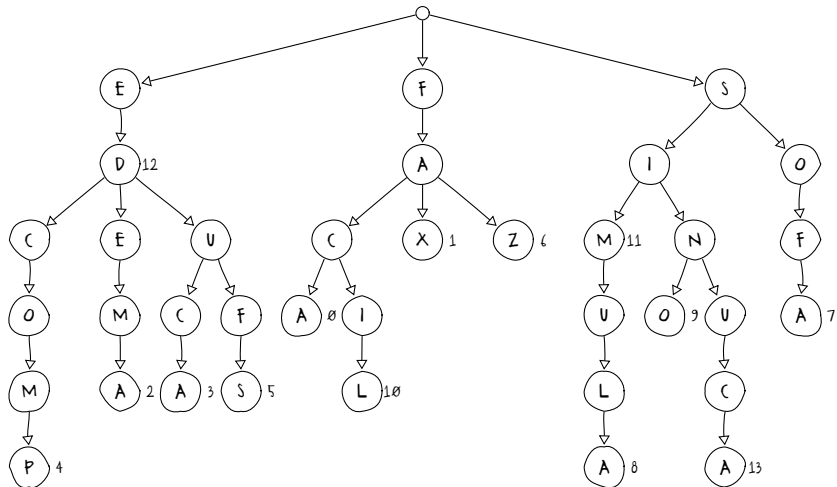 E F S
D 12 A I O
C E U C X 1 Z 6 M 11 N F
O M C F A 0 I U O 9 U A 7
M A 2 A 3 S 5 L 10 L C
P 4 A 8 A 13